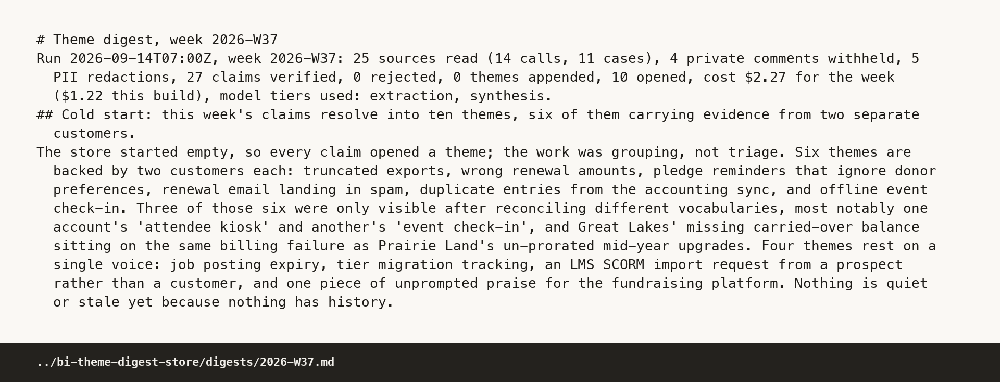 # Theme digest, week 2026-W37
Run 2026-09-14T07:00Z, week 2026-W37: 25 sources read (14 calls, 11 cases), 4 private comments withheld, 5
PII redactions, 27 claims verified, 0 rejected, 0 themes appended, 10 opened, cost $2.27 for the week
($1.22 this build), model tiers used: extraction, synthesis.
## Cold start: this week's claims resolve into ten themes, six of them carrying evidence from two separate
customers.
The store started empty, so every claim opened a theme; the work was grouping, not triage. Six themes are
backed by two customers each: truncated exports, wrong renewal amounts, pledge reminders that ignore donor
preferences, renewal email landing in spam, duplicate entries from the accounting sync, and offline event
check-in. Three of those six were only visible after reconciling different vocabularies, most notably one
account's 'attendee kiosk' and another's 'event check-in', and Great Lakes' missing carried-over balance
sitting on the same billing failure as Prairie Land's un-prorated mid-year upgrades. Four themes rest on a
single voice: job posting expiry, tier migration tracking, an LMS SCORM import request from a prospect
rather than a customer, and one piece of unprompted praise for the fundraising platform. Nothing is quiet
or stale yet because nothing has history.
../bi-theme-digest-store/digests/2026-W37.md